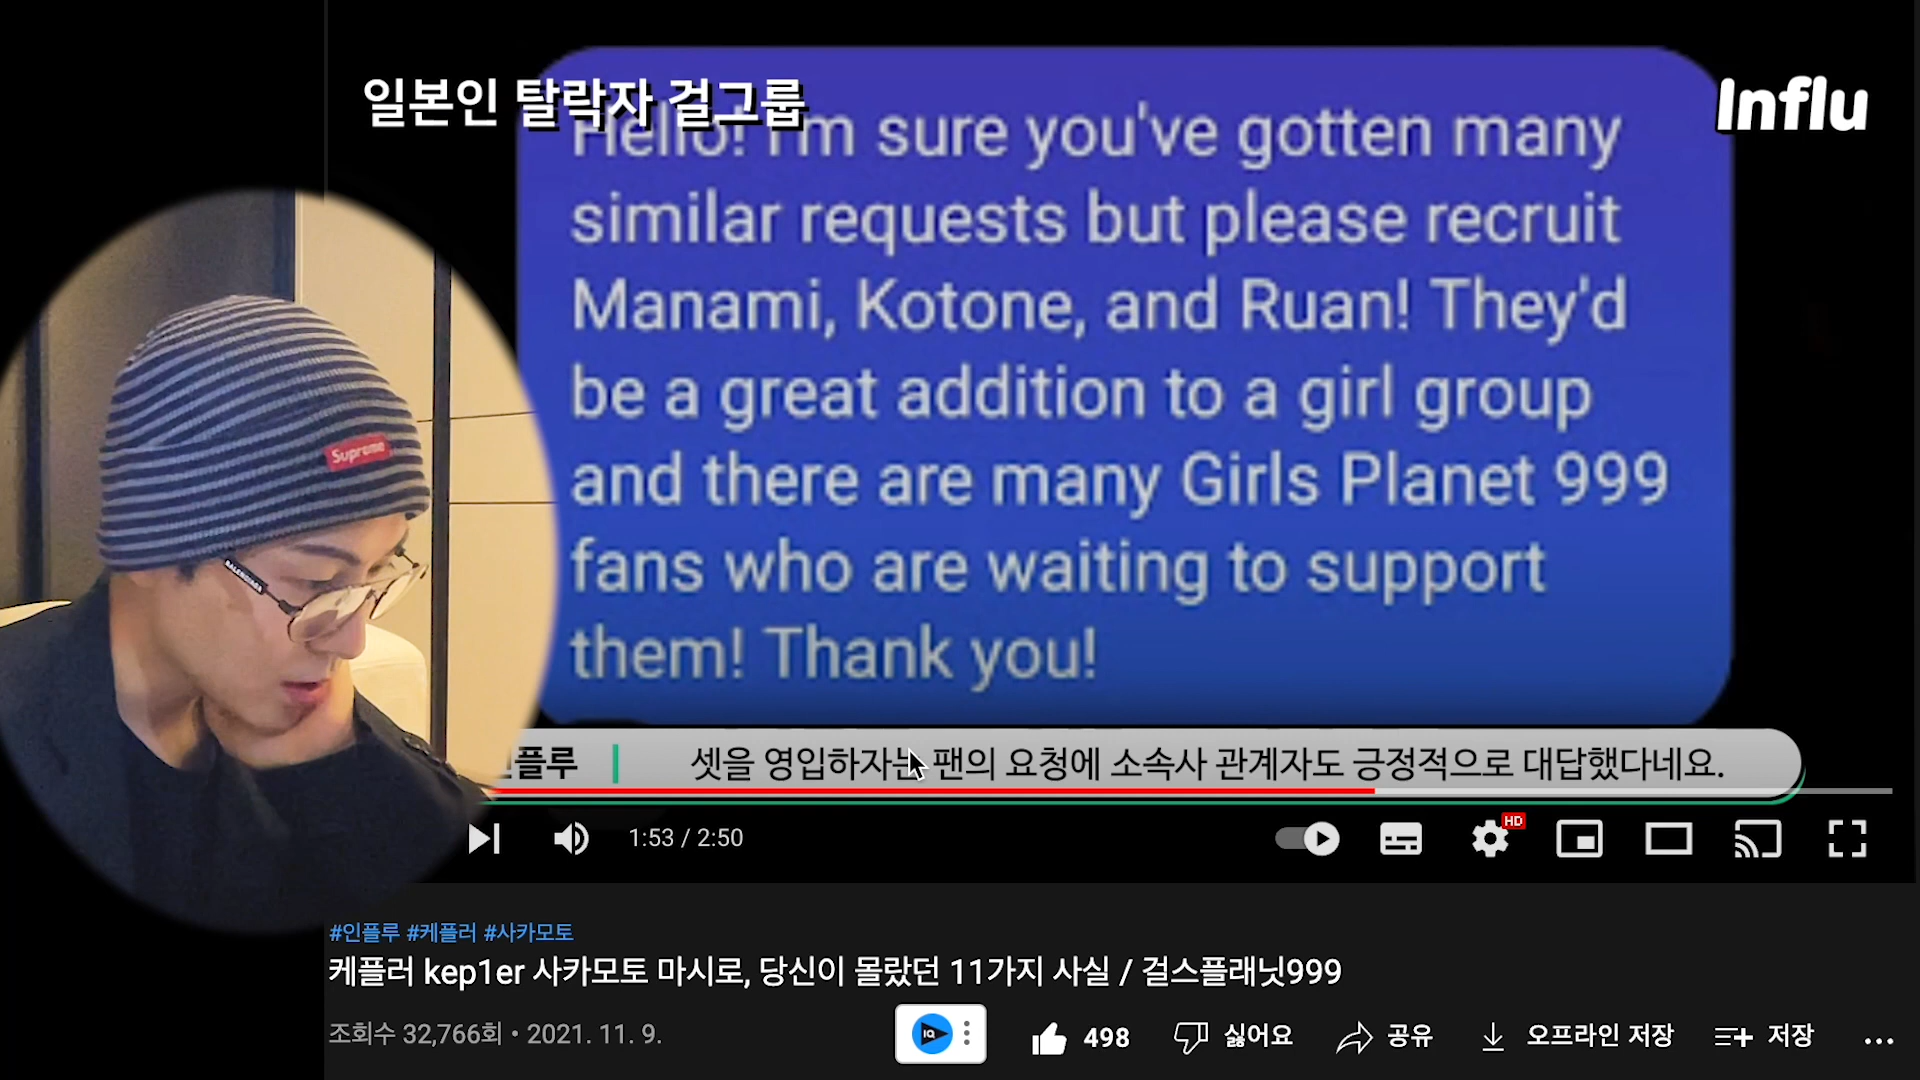 일본인 탈락자 걸그룹
Influ
Hello! I'm sure you've gotten many
similar requests but please recruit
Manami, Kotone, and Ruan! They'd
be a great addition to a girl group
and there are many Girls Planet 999
fans who are waiting to support
them! Thank you!
Supreme
BALENCIAGA
인플루 셋을 영입하자는 팬의 요청에 소속사 관계자도 긍정적으로 대답했다네요.
1:53 / 2:50
HD
#인플루 #케플러 #사카모토
케플러 kep1er 사카모토 마시로, 당신이 몰랐던 11가지 사실 / 걸스플래닛999
조회수 32,766회 • 2021. 11. 9.
IQ
498 싫어요 공유 오프라인 저장 저장